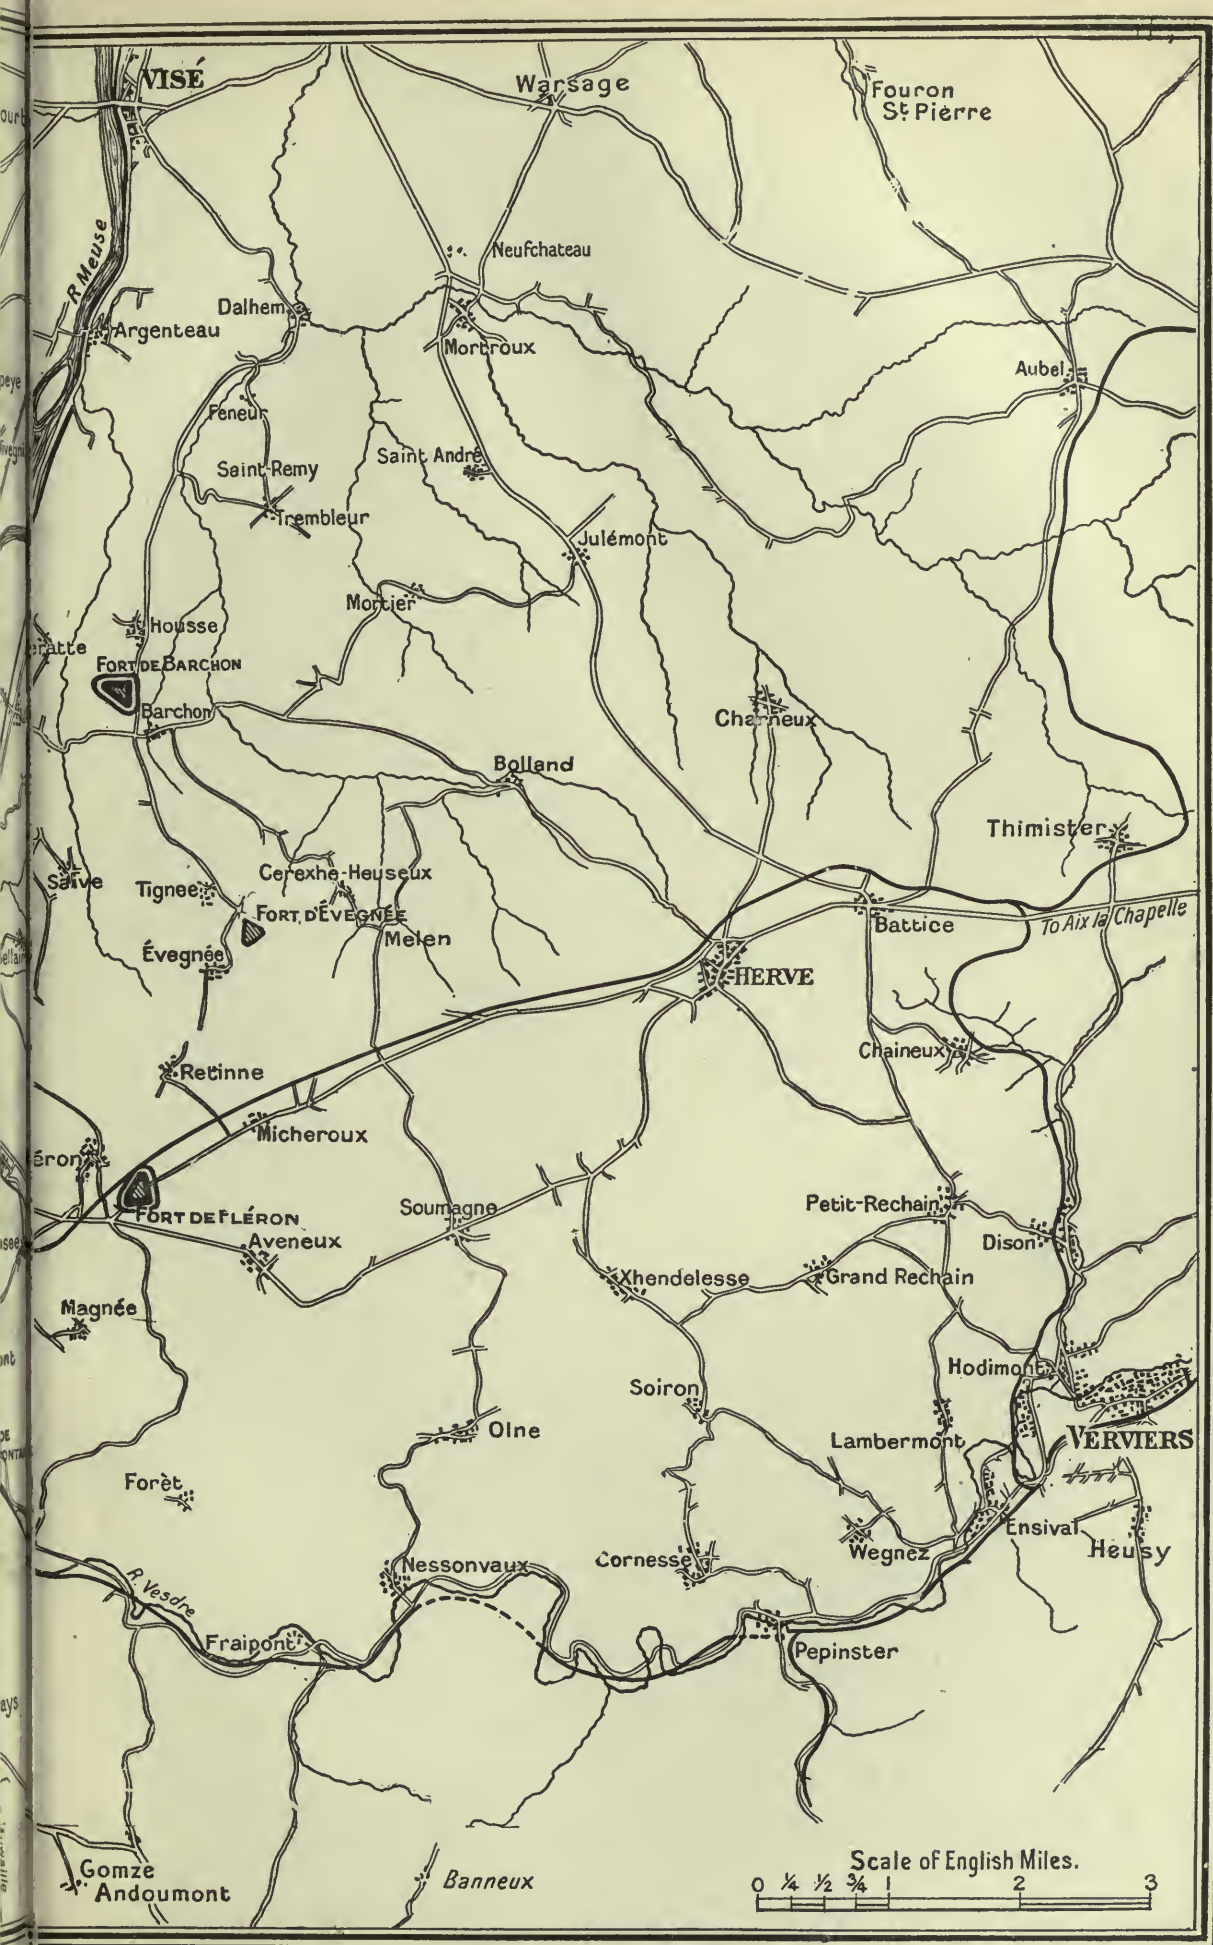 VISÉ
Warsage
Fouron
St. Pierre
R. Meuse
Neufchateau
Dalhem
Argenteau
Mortroux
Aubel
Feneur
Saint Remy
Saint André
Trembleur
Julémont
Mortier
Housse
FORT DE BARCHON
Barchon
Charneux
Bolland
Thimister
Cerexhe-Heuseux
Saive
Tignee
FORT D'ÉVEGNÉE
To Aix la Chapelle
Battice
Melen
Évegnée
HERVE
Chaineux
Retinne
Micheroux
Petit-Rechain
Soumagne
FORT DE FLÉRON
Aveneux
Dison
Xhendelesse
Grand Rechain
Magnée
Hodimont
Soiron
Olne
Lambermont
VERVIERS
Forèt
Ensival
Heusy
Wegnez
Cornesse
Nessonvaux
R. Vesdre
Fraipont
Pepinster
Gomze
Andoumont
Banneux
Scale of English Miles.
0 ¼ ½ ¾ 1 2 3